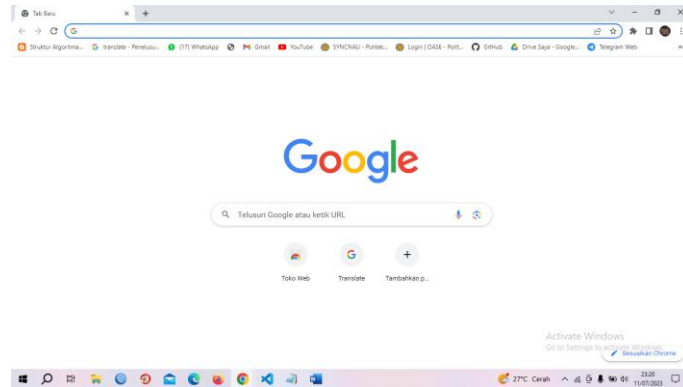 Tab Baru
Struktur Algoritma... translate - Penelusu... (17) WhatsApp Gmail YouTube SYNCNAU - Politek... Login | OASE - Polit... GitHub Drive Saya - Google... Telegram Web
Google
Telusuri Google atau ketik URL
Toko Web Translate Tambahkan p...
Activate Windows
Go to Settings to activate Windows.
Sesuaikan Chrome
27°C Cerah 23:20
11/07/2023